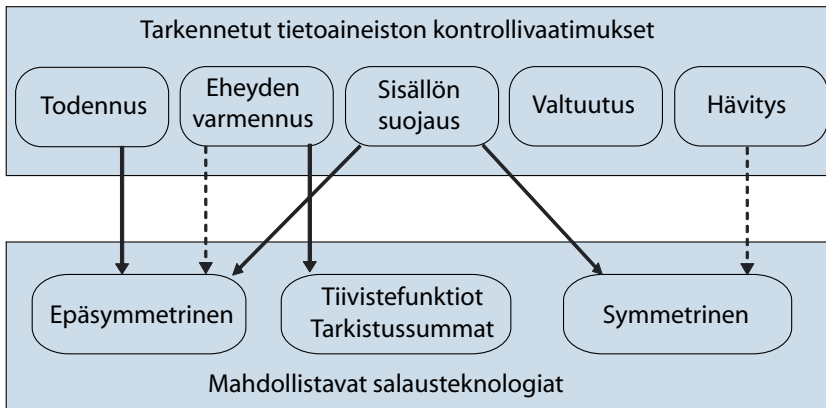 Tarkennetut tietoaineiston kontrollivaatimukset
Todennus
Eheyden
varmennus
Sisällön
suojaus
Valtuutus
Hävitys
Epäsymmetrinen
Tiivistefunktiot
Tarkistussummat
Symmetrinen
Mahdollistavat salausteknologiat